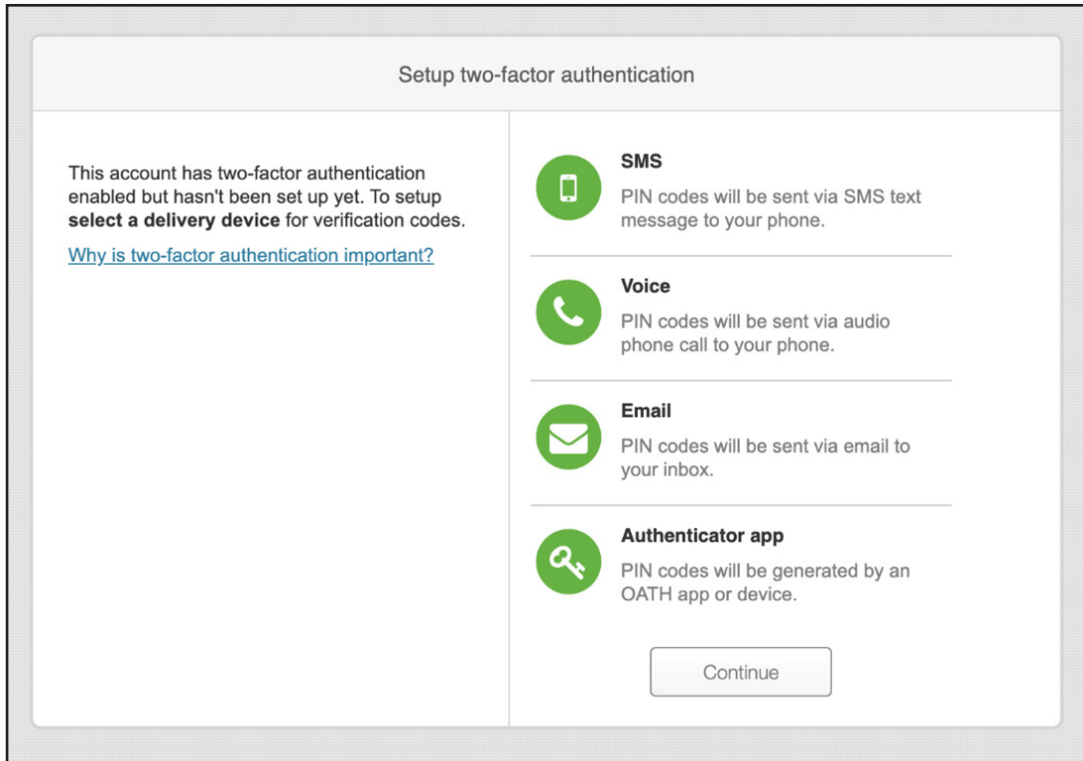 Setup two-factor authentication
This account has two-factor authentication
enabled but hasn't been set up yet. To setup
select a delivery device for verification codes.
Why is two-factor authentication important?
SMS
PIN codes will be sent via SMS text
message to your phone.
Voice
PIN codes will be sent via audio
phone call to your phone.
Email
PIN codes will be sent via email to
your inbox.
Authenticator app
PIN codes will be generated by an
OATH app or device.
Continue